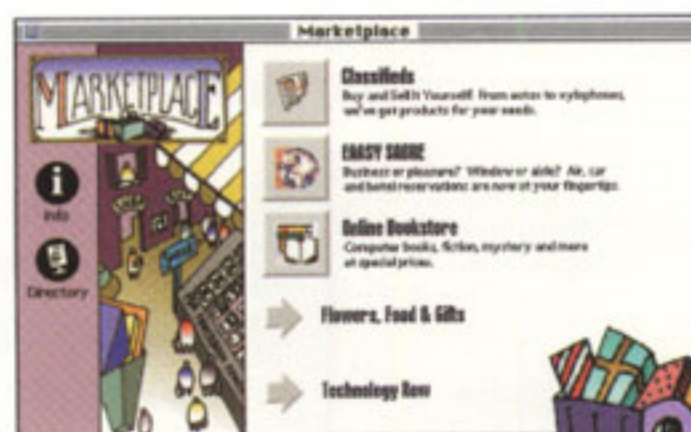 Marketplace
MARKETPLACE
Info
Directory
Classifieds
Buy and Sell It Yourself! From autos to xylophones,
we've got products for your needs.
EAASY SABRE
Business or pleasure? Window or aisle? Air, car
and hotel reservations are now at your fingertips.
Online Bookstore
Computer books, fiction, mystery and more
at special prices.
Flowers, Food & Gifts
Technology Row